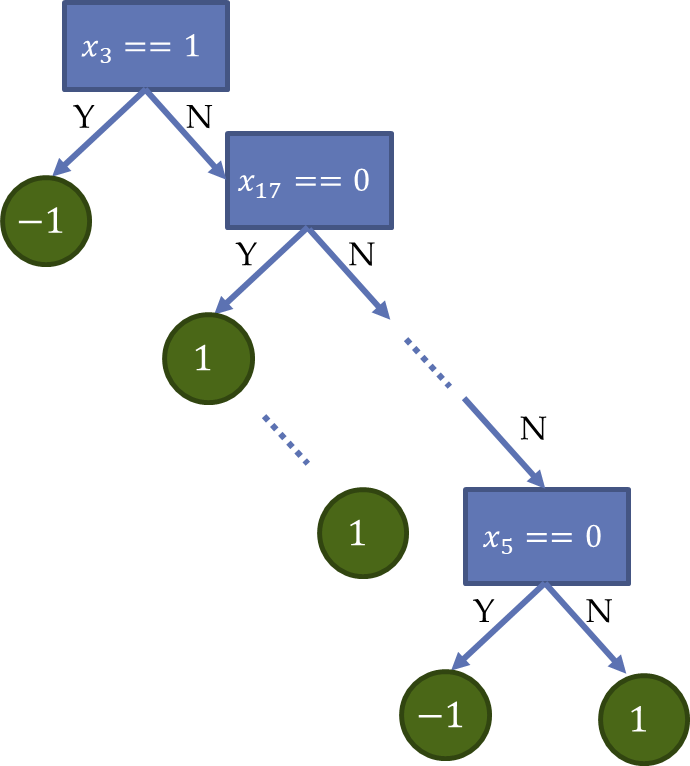 x₃ == 1
Y N
x₁₇ == 0
−1
Y N
1
N
1
x₅ == 0
Y N
−1
1